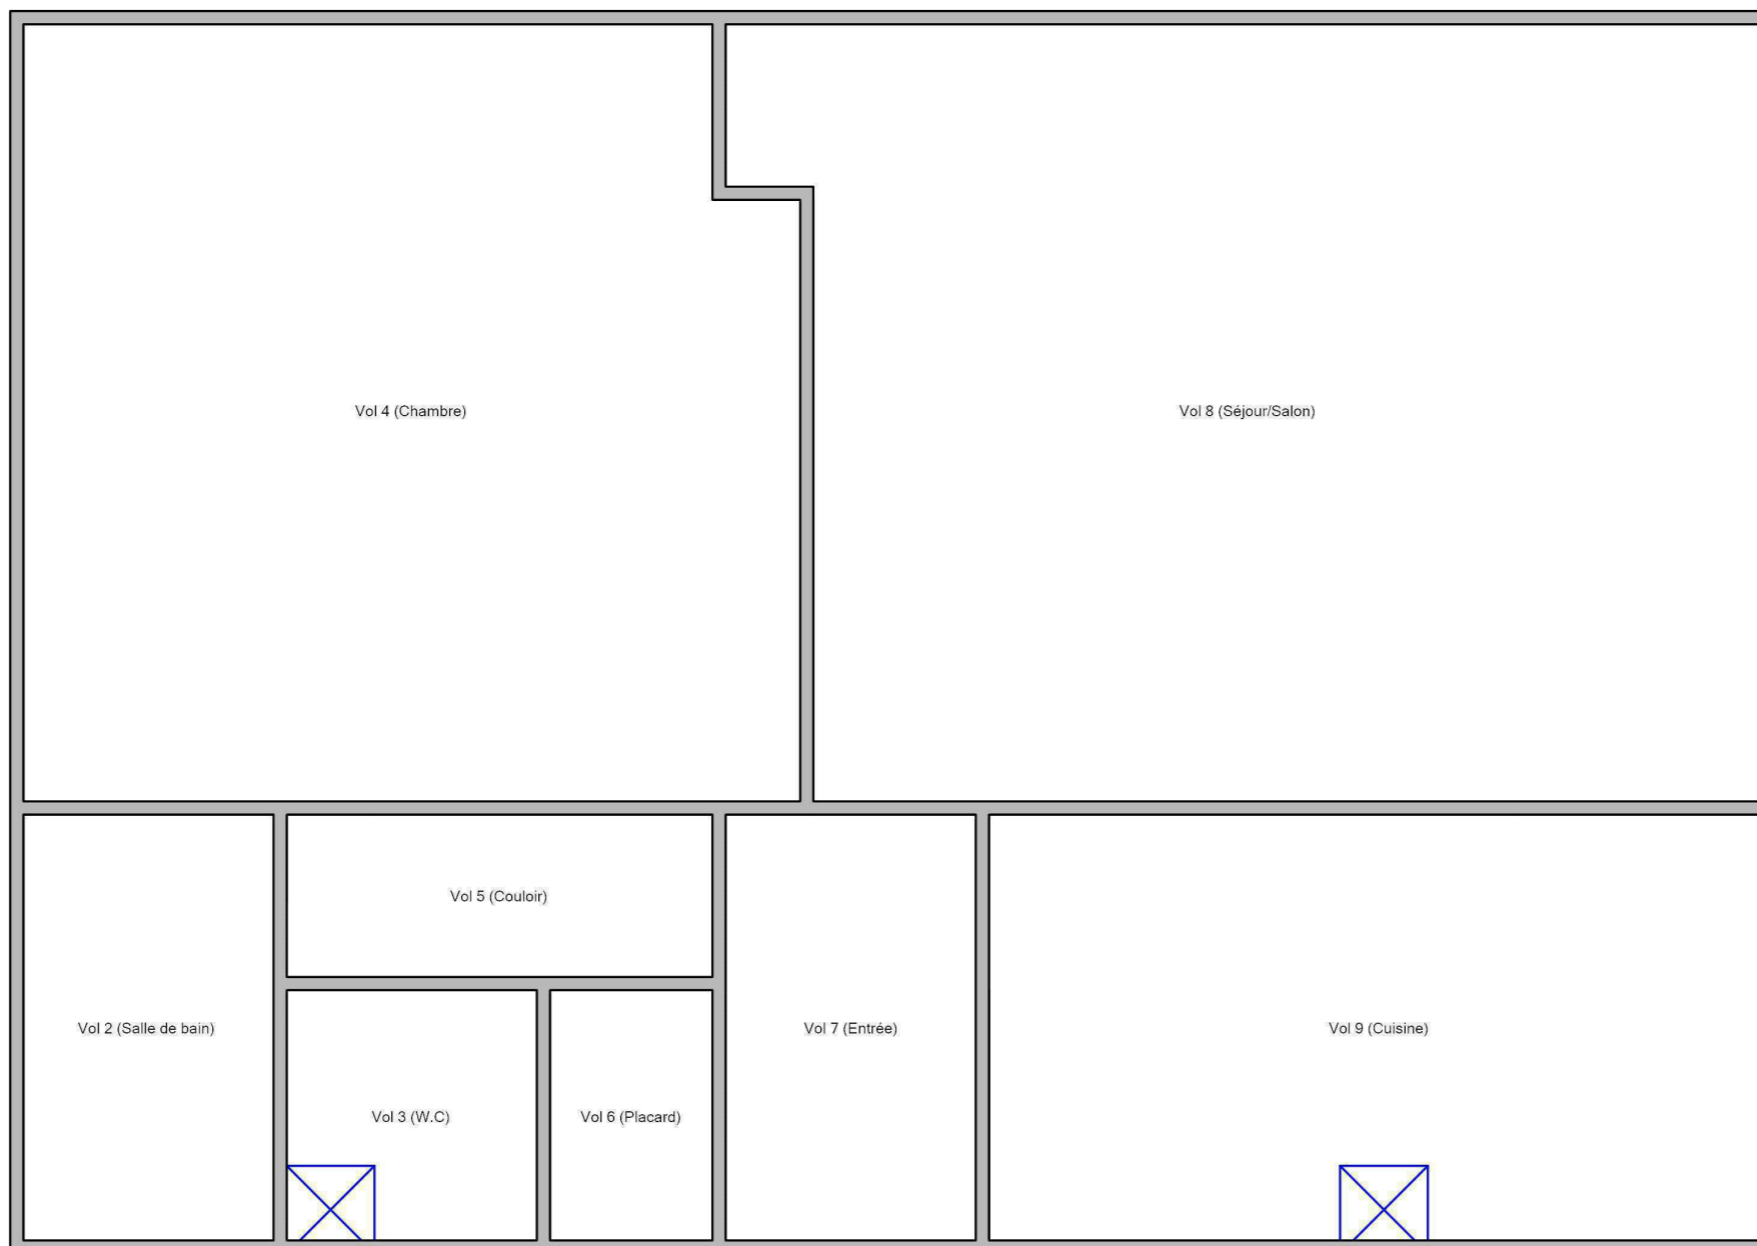 Vol 4 (Chambre)
Vol 8 (Séjour/Salon)
Vol 5 (Couloir)
Vol 2 (Salle de bain)
Vol 7 (Entrée)
Vol 9 (Cuisine)
Vol 3 (W.C)
Vol 6 (Placard)